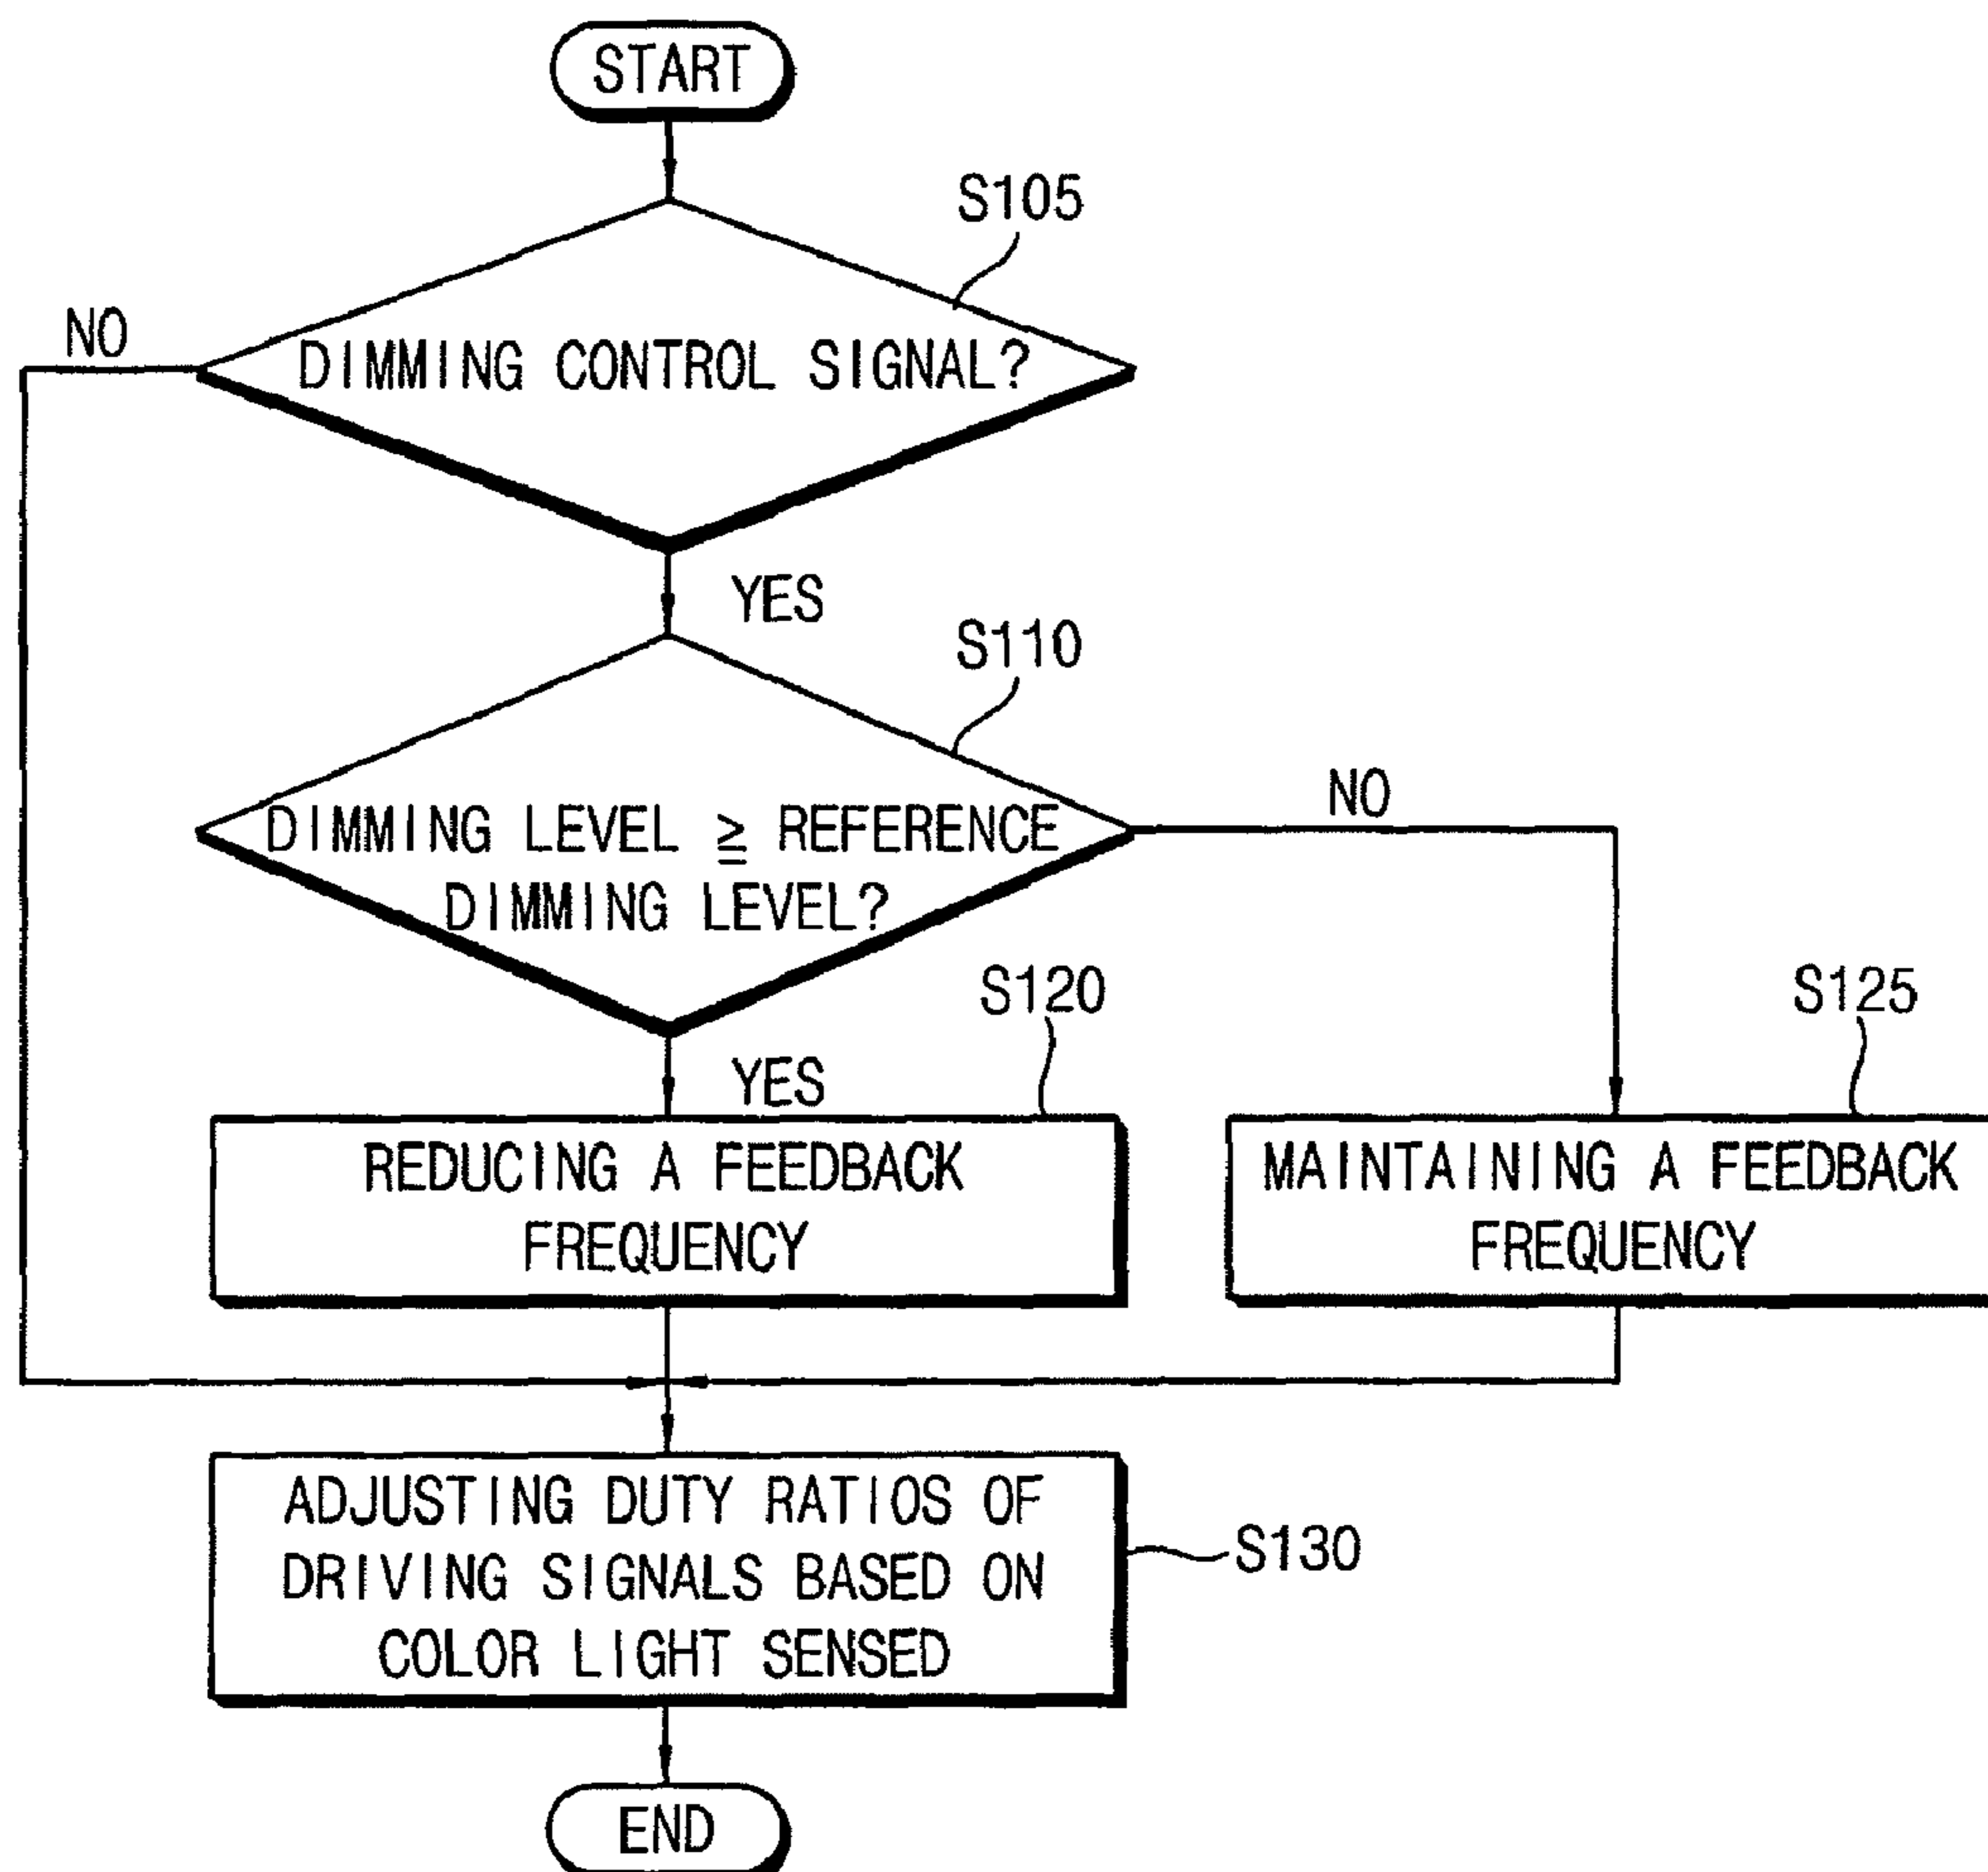 START
S105
NO
DIMMING CONTROL SIGNAL?
YES
S110
NO
DIMMING LEVEL ≧ REFERENCE
DIMMING LEVEL?
S120
S125
YES
REDUCING A FEEDBACK
FREQUENCY
MAINTAINING A FEEDBACK
FREQUENCY
ADJUSTING DUTY RATIOS OF
DRIVING SIGNALS BASED ON
COLOR LIGHT SENSED
S130
END